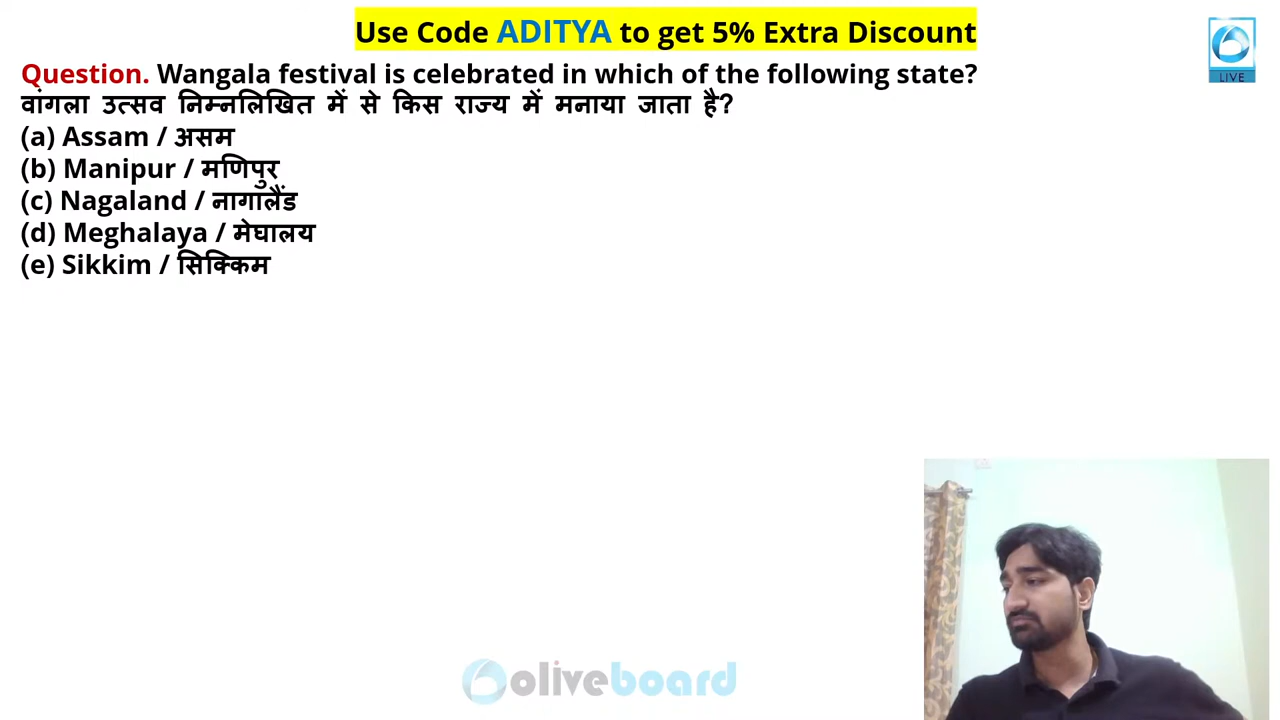 Use Code ADITYA to get 5% Extra Discount
LIVE
Question. Wangala festival is celebrated in which of the following state?
वांगला उत्सव निम्नलिखित में से किस राज्य में मनाया जाता है?
(a) Assam / असम
(b) Manipur / मणिपुर
(c) Nagaland / नागालैंड
(d) Meghalaya / मेघालय
(e) Sikkim / सिक्किम
oliveboard